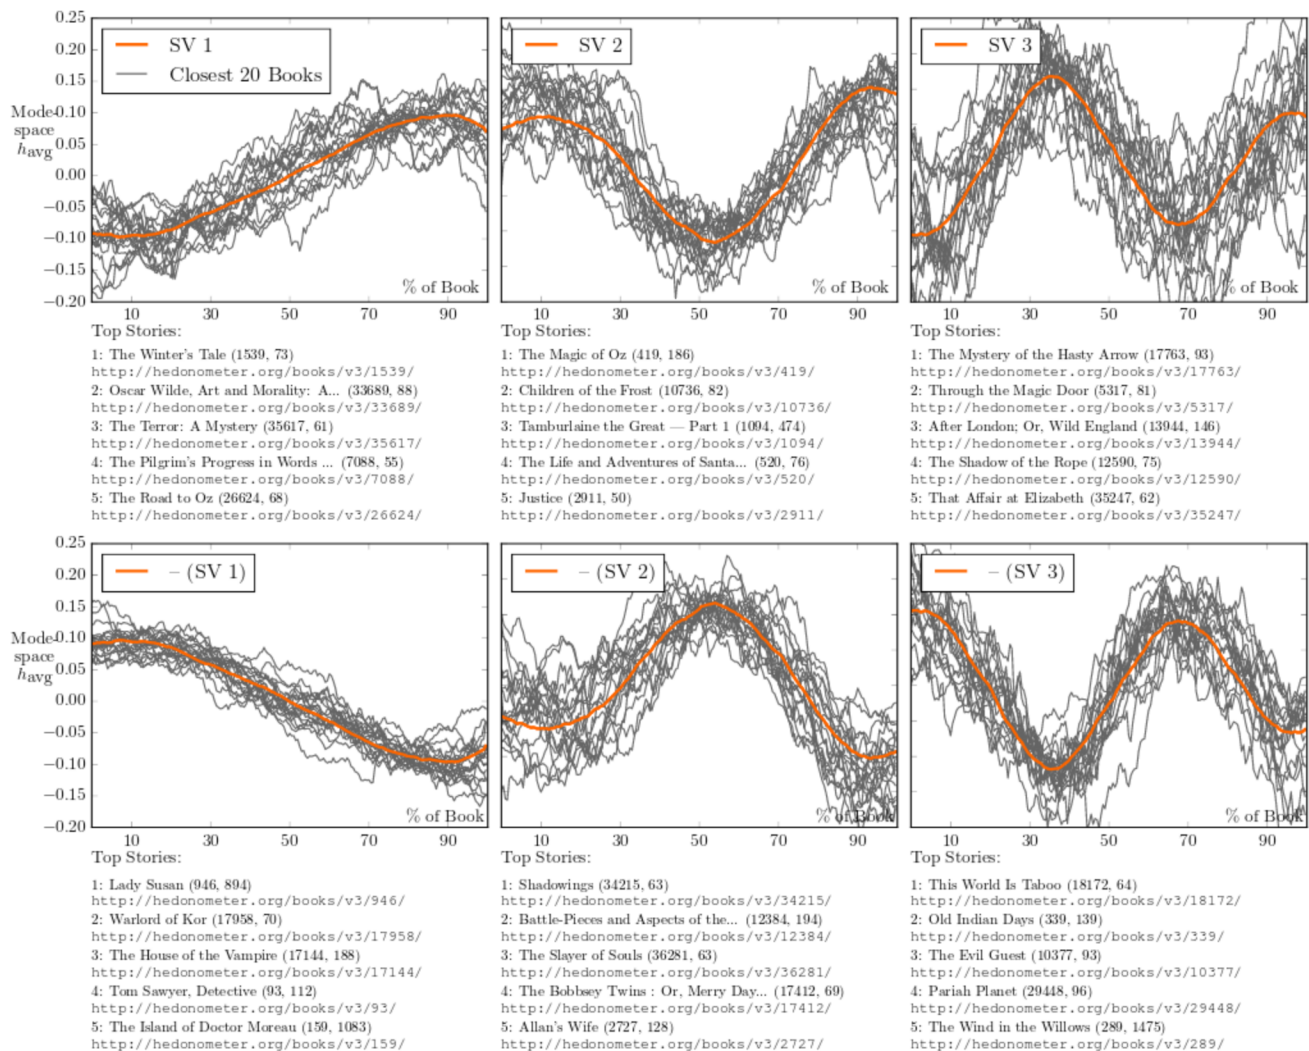 0.25
0.20
0.15
0.10
0.05
0.00
−0.05
−0.10
−0.15
−0.20
Mode
space
havg
SV 1
Closest 20 Books
% of Book
10 30 50 70 90
Top Stories:
1: The Winter's Tale (1539, 73)
http://hedonometer.org/books/v3/1539/
2: Oscar Wilde, Art and Morality: A... (33689, 88)
http://hedonometer.org/books/v3/33689/
3: The Terror: A Mystery (35617, 61)
http://hedonometer.org/books/v3/35617/
4: The Pilgrim's Progress in Words ... (7088, 55)
http://hedonometer.org/books/v3/7088/
5: The Road to Oz (26624, 68)
http://hedonometer.org/books/v3/26624/
SV 2
10 30 50 70 90
Top Stories:
1: The Magic of Oz (419, 186)
http://hedonometer.org/books/v3/419/
2: Children of the Frost (10736, 82)
http://hedonometer.org/books/v3/10736/
3: Tamburlaine the Great — Part 1 (1094, 474)
http://hedonometer.org/books/v3/1094/
4: The Life and Adventures of Santa... (520, 76)
http://hedonometer.org/books/v3/520/
5: Justice (2911, 50)
http://hedonometer.org/books/v3/2911/
% of Book
SV 3
% of Book
10 30 50 70 90
Top Stories:
1: The Mystery of the Hasty Arrow (17763, 93)
http://hedonometer.org/books/v3/17763/
2: Through the Magic Door (5317, 81)
http://hedonometer.org/books/v3/5317/
3: After London; Or, Wild England (13944, 146)
http://hedonometer.org/books/v3/13944/
4: The Shadow of the Rope (12590, 75)
http://hedonometer.org/books/v3/12590/
5: That Affair at Elizabeth (35247, 62)
http://hedonometer.org/books/v3/35247/
0.25
0.20
0.15
0.10
0.05
0.00
−0.05
−0.10
−0.15
−0.20
Mode
space
havg
– (SV 1)
% of Book
10 30 50 70 90
Top Stories:
1: Lady Susan (946, 894)
http://hedonometer.org/books/v3/946/
2: Warlord of Kor (17958, 70)
http://hedonometer.org/books/v3/17958/
3: The House of the Vampire (17144, 188)
http://hedonometer.org/books/v3/17144/
4: Tom Sawyer, Detective (93, 112)
http://hedonometer.org/books/v3/93/
5: The Island of Doctor Moreau (159, 1083)
http://hedonometer.org/books/v3/159/
– (SV 2)
% of Book
10 30 50 70 90
Top Stories:
1: Shadowings (34215, 63)
http://hedonometer.org/books/v3/34215/
2: Battle-Pieces and Aspects of the... (12384, 194)
http://hedonometer.org/books/v3/12384/
3: The Slayer of Souls (36281, 63)
http://hedonometer.org/books/v3/36281/
4: The Bobbsey Twins : Or, Merry Day... (17412, 69)
http://hedonometer.org/books/v3/17412/
5: Allan's Wife (2727, 128)
http://hedonometer.org/books/v3/2727/
– (SV 3)
% of Book
10 30 50 70 90
Top Stories:
1: This World Is Taboo (18172, 64)
http://hedonometer.org/books/v3/18172/
2: Old Indian Days (339, 139)
http://hedonometer.org/books/v3/339/
3: The Evil Guest (10377, 93)
http://hedonometer.org/books/v3/10377/
4: Pariah Planet (29448, 96)
http://hedonometer.org/books/v3/29448/
5: The Wind in the Willows (289, 1475)
http://hedonometer.org/books/v3/289/